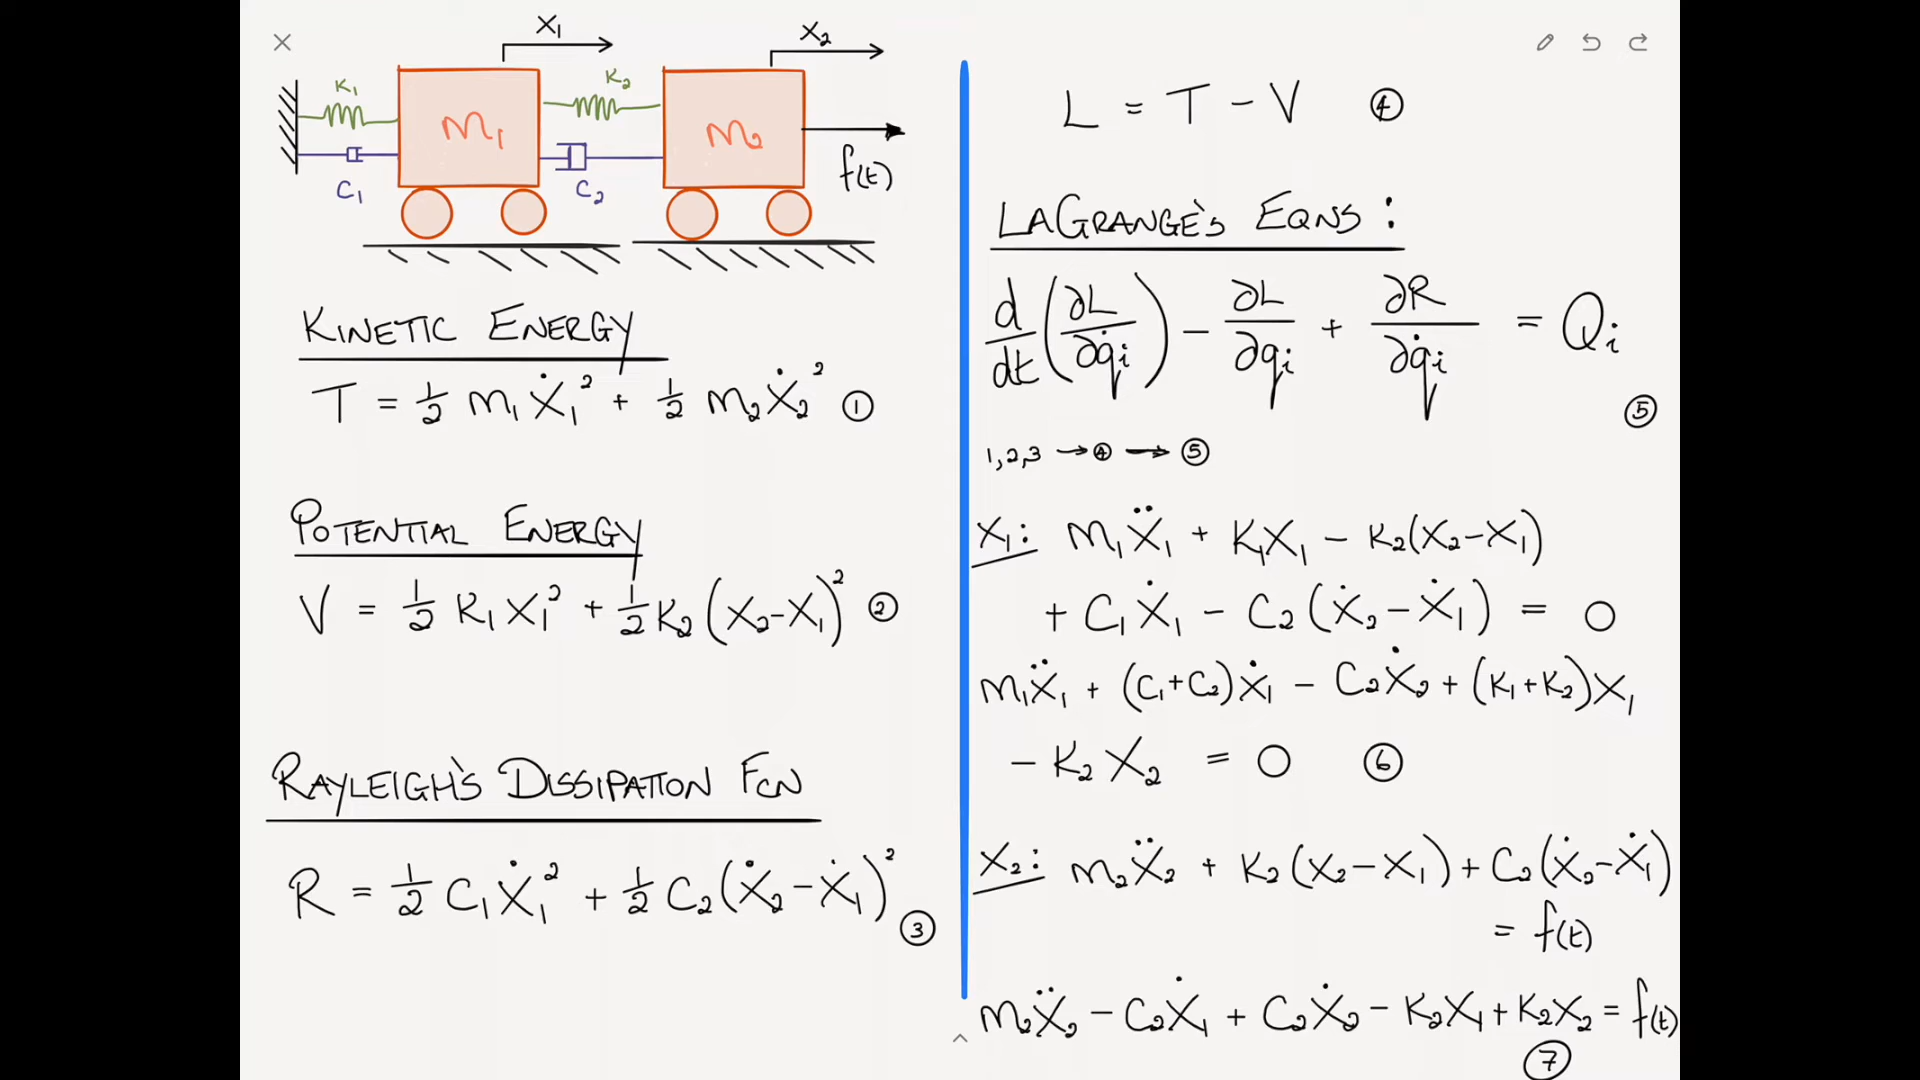 X₁
X₂
K₁
K₂
M₁
M₂
C₁
C₂
f(t)
KINETIC ENERGY
T = ½ m₁Ẋ₁² + ½ m₂Ẋ₂² ①
POTENTIAL ENERGY
V = ½ K₁X₁² + ½ K₂(X₂-X₁)² ②
RAYLEIGH'S DISSIPATION FCN
R = ½ C₁Ẋ₁² + ½ C₂(Ẋ₂-Ẋ₁)² ③
L = T - V ④
LAGRANGE'S EQNS:
d/dt(∂L/∂q̇i) - ∂L/∂qi + ∂R/∂q̇i = Qi
⑤
1,2,3 → ④ → ⑤
X₁: M₁Ẍ₁ + K₁X₁ - K₂(X₂-X₁)
+ C₁Ẋ₁ - C₂(Ẋ₂-Ẋ₁) = 0
M₁Ẍ₁ + (C₁+C₂)Ẋ₁ - C₂Ẋ₂ + (K₁+K₂)X₁
- K₂X₂ = 0 ⑥
X₂: M₂Ẍ₂ + K₂(X₂-X₁) + C₂(Ẋ₂-Ẋ₁)
= f(t)
M₂Ẍ₂ - C₂Ẋ₁ + C₂Ẋ₂ - K₂X₁ + K₂X₂ = f(t)
⑦